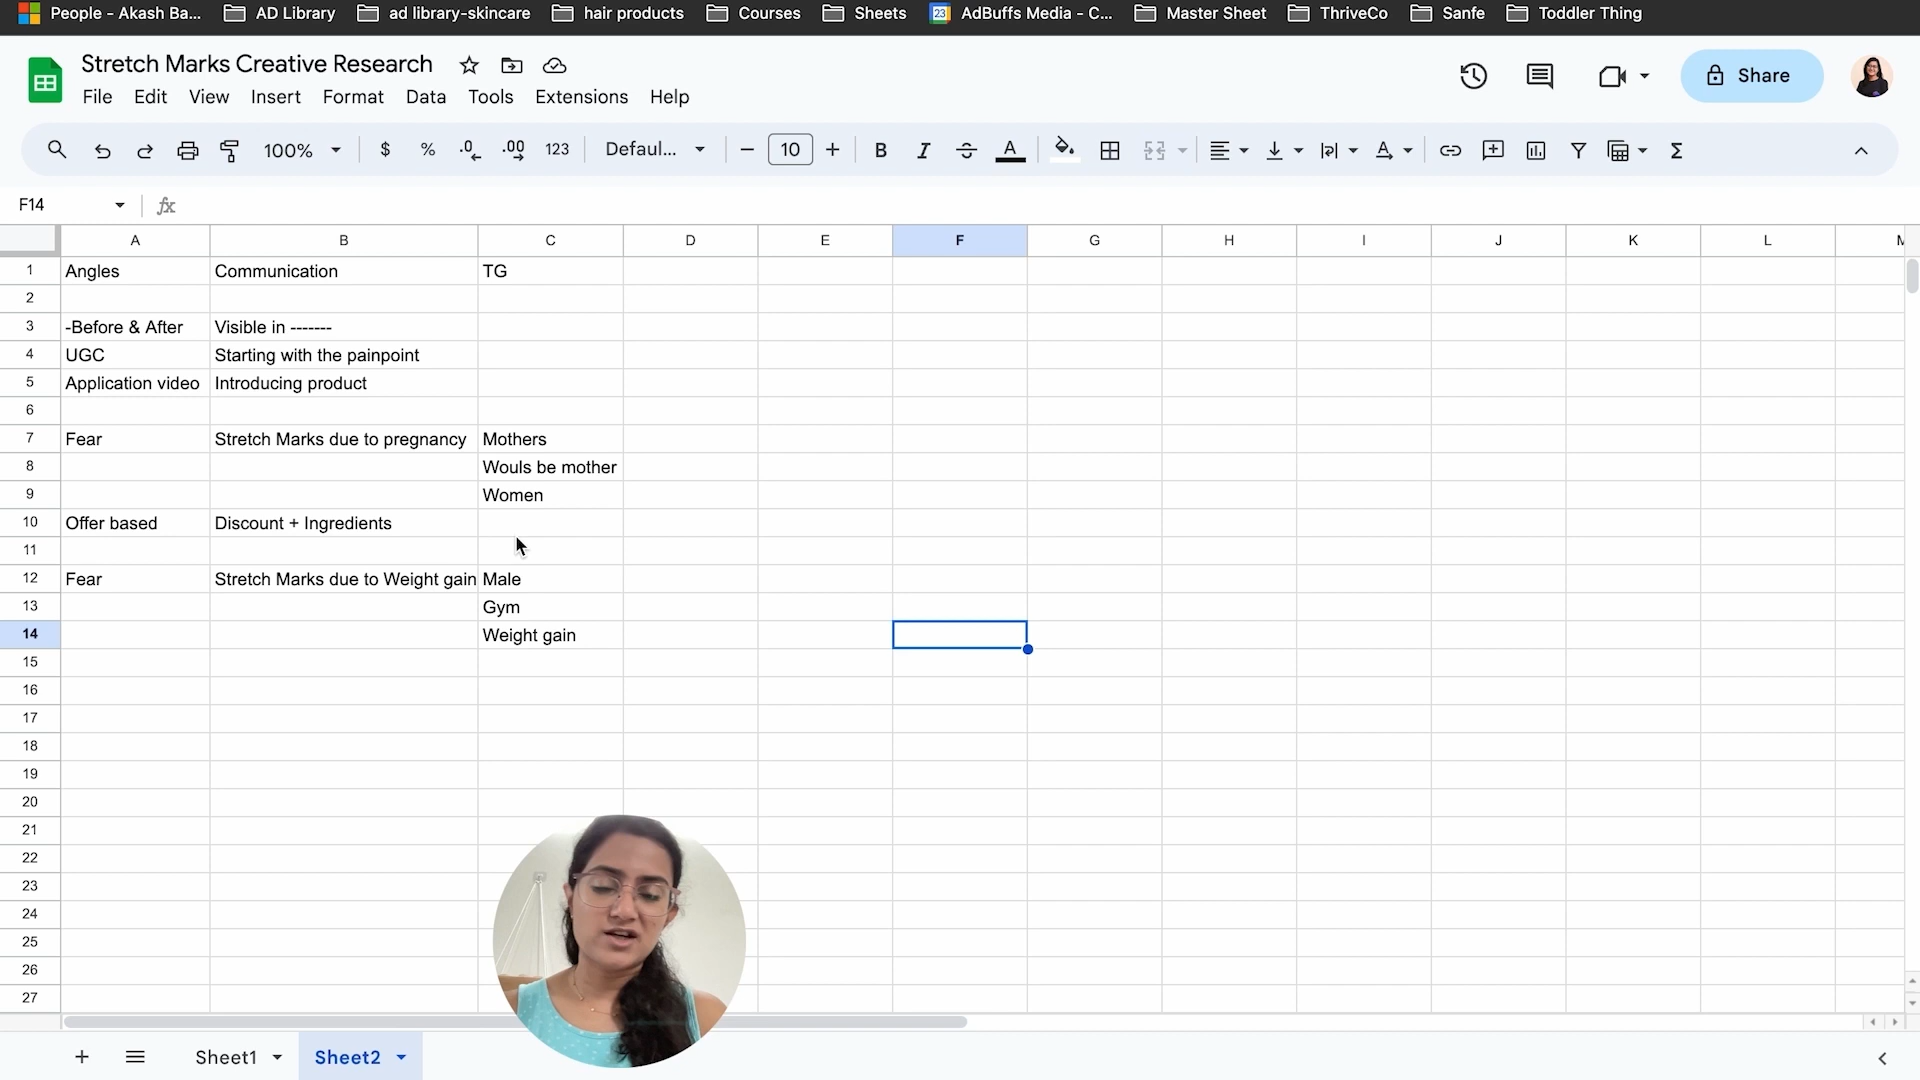 People - Akash Ba... AD Library ad library-skincare hair products Courses Sheets 23 AdBuffs Media - C... Master Sheet ThriveCo Sanfe Toddler Thing
Stretch Marks Creative Research
Share
File Edit View Insert Format Data Tools Extensions Help
100% $ % .0 .00 123 Defaul... 10 B I A Σ
F14 fx
A B C D E F G H I J K L
1 Angles Communication TG
2
3 -Before & After Visible in -------
4 UGC Starting with the painpoint
5 Application video Introducing product
6
7 Fear Stretch Marks due to pregnancy Mothers
8 Wouls be mother
9 Women
10 Offer based Discount + Ingredients
11
12 Fear Stretch Marks due to Weight gain Male
13 Gym
14 Weight gain
15
16
17
18
19
20
21
22
23
24
25
26
27
Sheet1 Sheet2